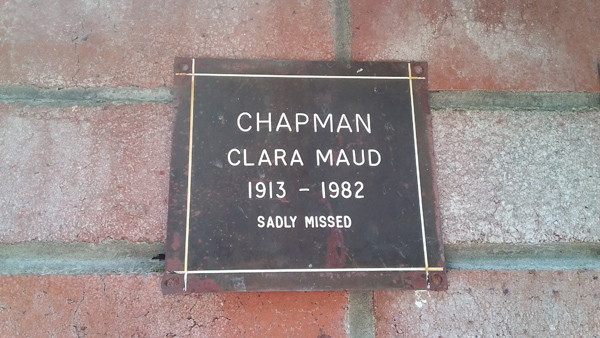 CHAPMAN
CLARA MAUD
1913 - 1982
SADLY MISSED